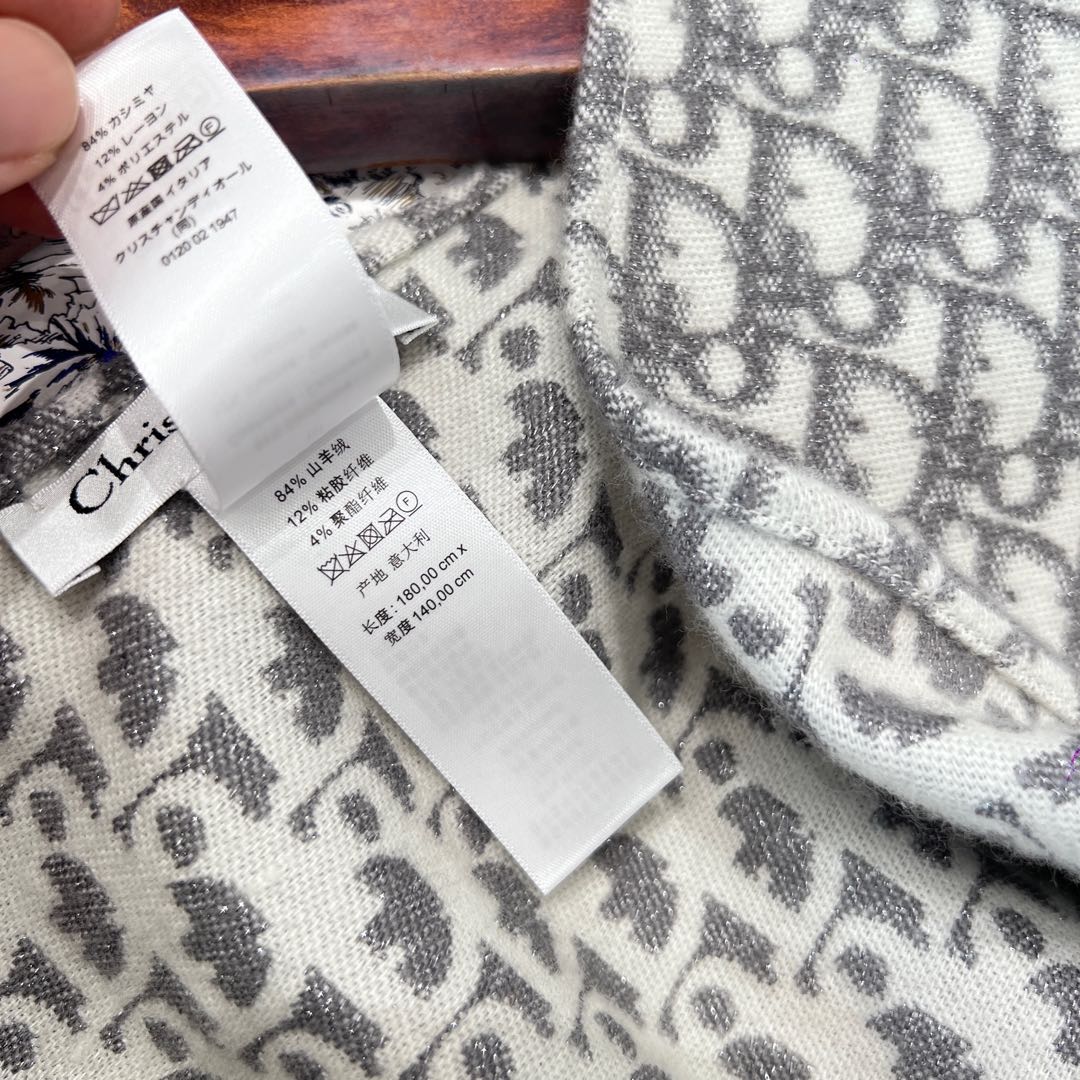 84% カシミヤ
12% レーヨン
4% ポリエステル
原産国 イタリア
クリスチャンディオール
(同)
0120 02 1947
Chris
84% 山羊绒
12% 粘胶纤维
4% 聚酯纤维
产地 意大利
长度: 180,00 cm x
宽度 140,00 cm